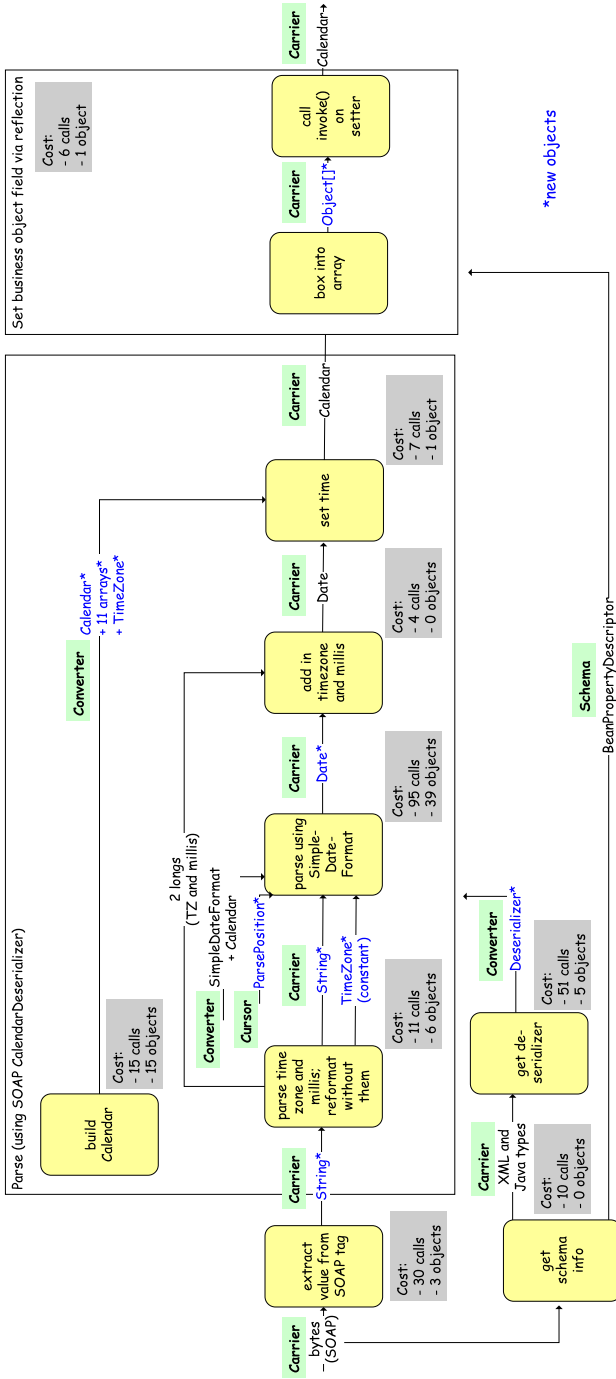 Carrier
bytes
(SOAP)
extract
value from
SOAP tag
Cost:
- 30 calls
- 3 objects
get
schema
info
Cost:
- 10 calls
- 0 objects
Carrier
XML and
Java types
get de-
serializer
Cost:
- 51 calls
- 5 objects
Converter
Deserializer*
Schema
BeanPropertyDescriptor
Carrier
String*
Parse (using SOAP CalendarDeserializer)
build
Calendar
Cost:
- 15 calls
- 15 objects
Converter
Calendar*
+ 11 arrays*
+ TimeZone*
parse time
zone and
millis;
reformat
without
them
Cost:
- 11 calls
- 6 objects
2 longs
(TZ and millis)
Converter
SimpleDateFormat
+ Calendar
Cursor
ParsePosition*
Carrier
String*
TimeZone*
(constant)
parse using
Simple-
Date-
Format
Cost:
- 95 calls
- 39 objects
Carrier
Date*
add in
timezone
and millis
Cost:
- 4 calls
- 0 objects
Carrier
Date
set time
Cost:
- 7 calls
- 1 object
Carrier
Calendar
Set business object field via reflection
Cost:
- 6 calls
- 1 object
box into
array
Carrier
Object[]*
call
invoke()
on
setter
Carrier
Calendar
*new objects